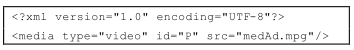 <?xml version="1.0" encoding="UTF-8"?>
<media type="video" id="P" src="medAd.mpg"/>